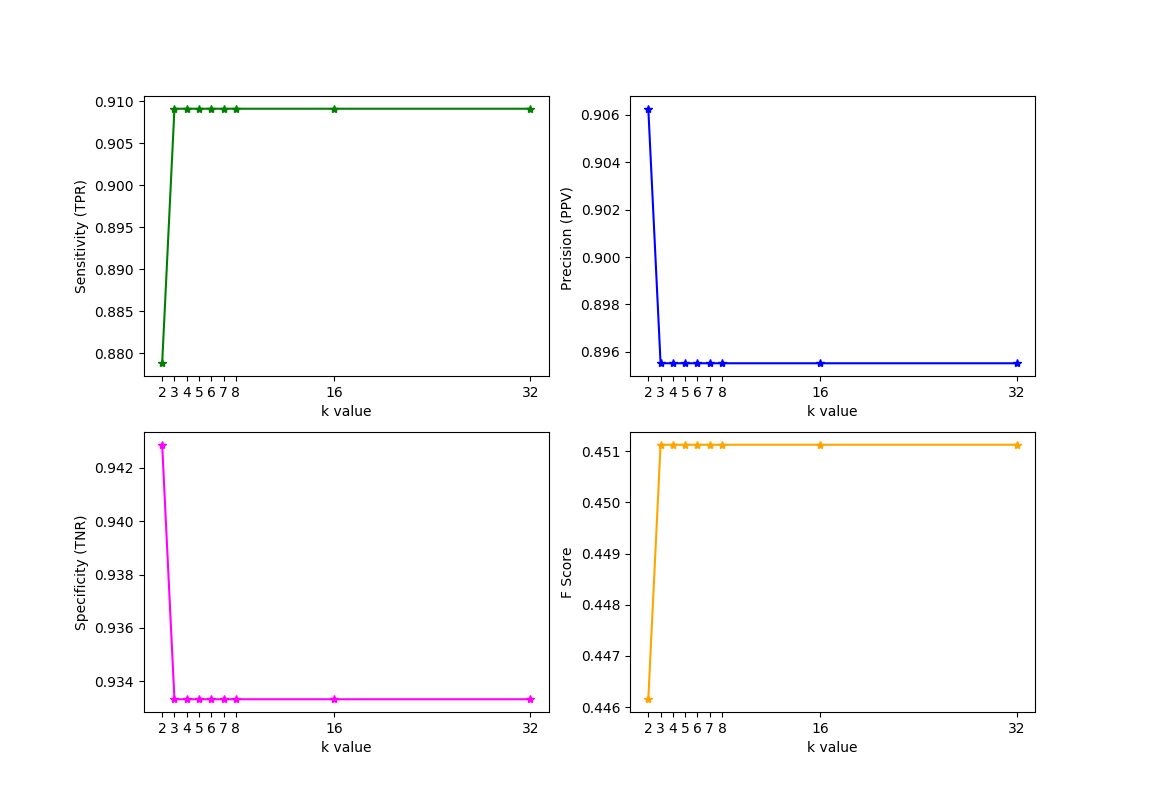 0.910
0.905
0.900
0.895
0.890
0.885
0.880
Sensitivity (TPR)
2 3 4 5 6 7 8 16 32
k value
0.906
0.904
0.902
0.900
0.898
0.896
Precision (PPV)
2 3 4 5 6 7 8 16 32
k value
0.942
0.940
0.938
0.936
0.934
Specificity (TNR)
2 3 4 5 6 7 8 16 32
k value
0.451
0.450
0.449
0.448
0.447
0.446
F Score
2 3 4 5 6 7 8 16 32
k value